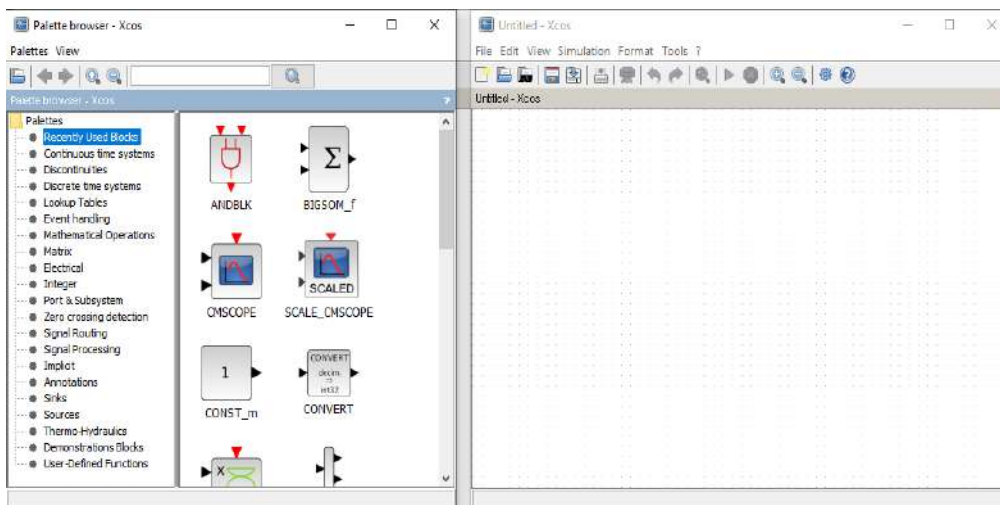 Palette browser - Xcos
Palettes View
Palette browser - Xcos ?
Palettes
Recently Used Blocks
Continuous time systems
Discontinuities
Discrete time systems
Lookup Tables
Event handling
Mathematical Operations
Matrix
Electrical
Integer
Port & Subsystem
Zero crossing detection
Signal Routing
Signal Processing
Implicit
Annotations
Sinks
Sources
Thermo-Hydraulics
Demonstrations Blocks
User-Defined Functions
ANDBLK
Σ
BIGSOM_f
CMSCOPE
SCALED
SCALE_CMSCOPE
1
CONST_m
CONVERT
decim.
int32
CONVERT
X
Untitled - Xcos
File Edit View Simulation Format Tools ?
Untitled - Xcos